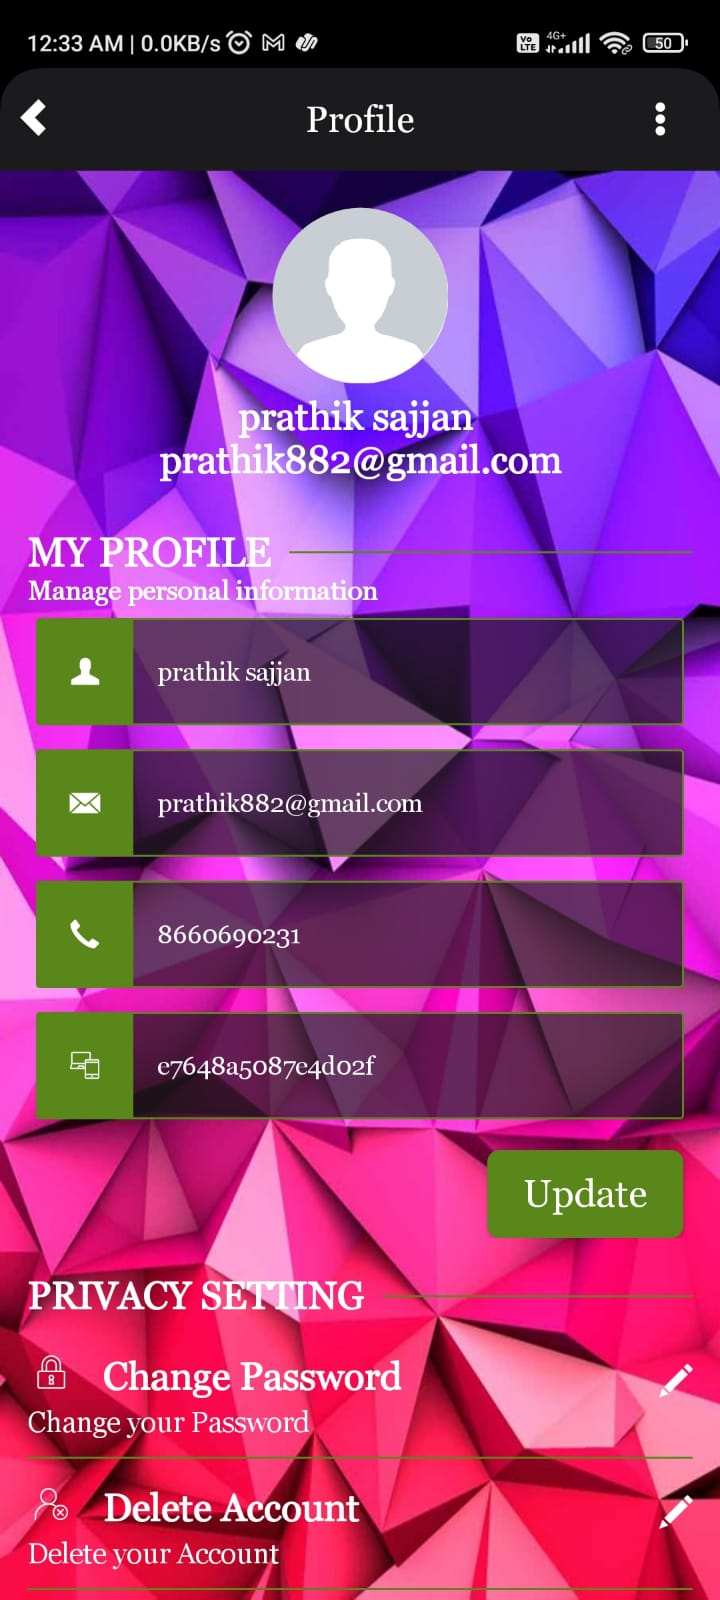 12:33 AM | 0.0KB/s
Vo LTE 4G+ 50
Profile
prathik sajjan
prathik882@gmail.com
MY PROFILE
Manage personal information
prathik sajjan
prathik882@gmail.com
8660690231
e7648a5087e4d02f
Update
PRIVACY SETTING
Change Password
Change your Password
Delete Account
Delete your Account